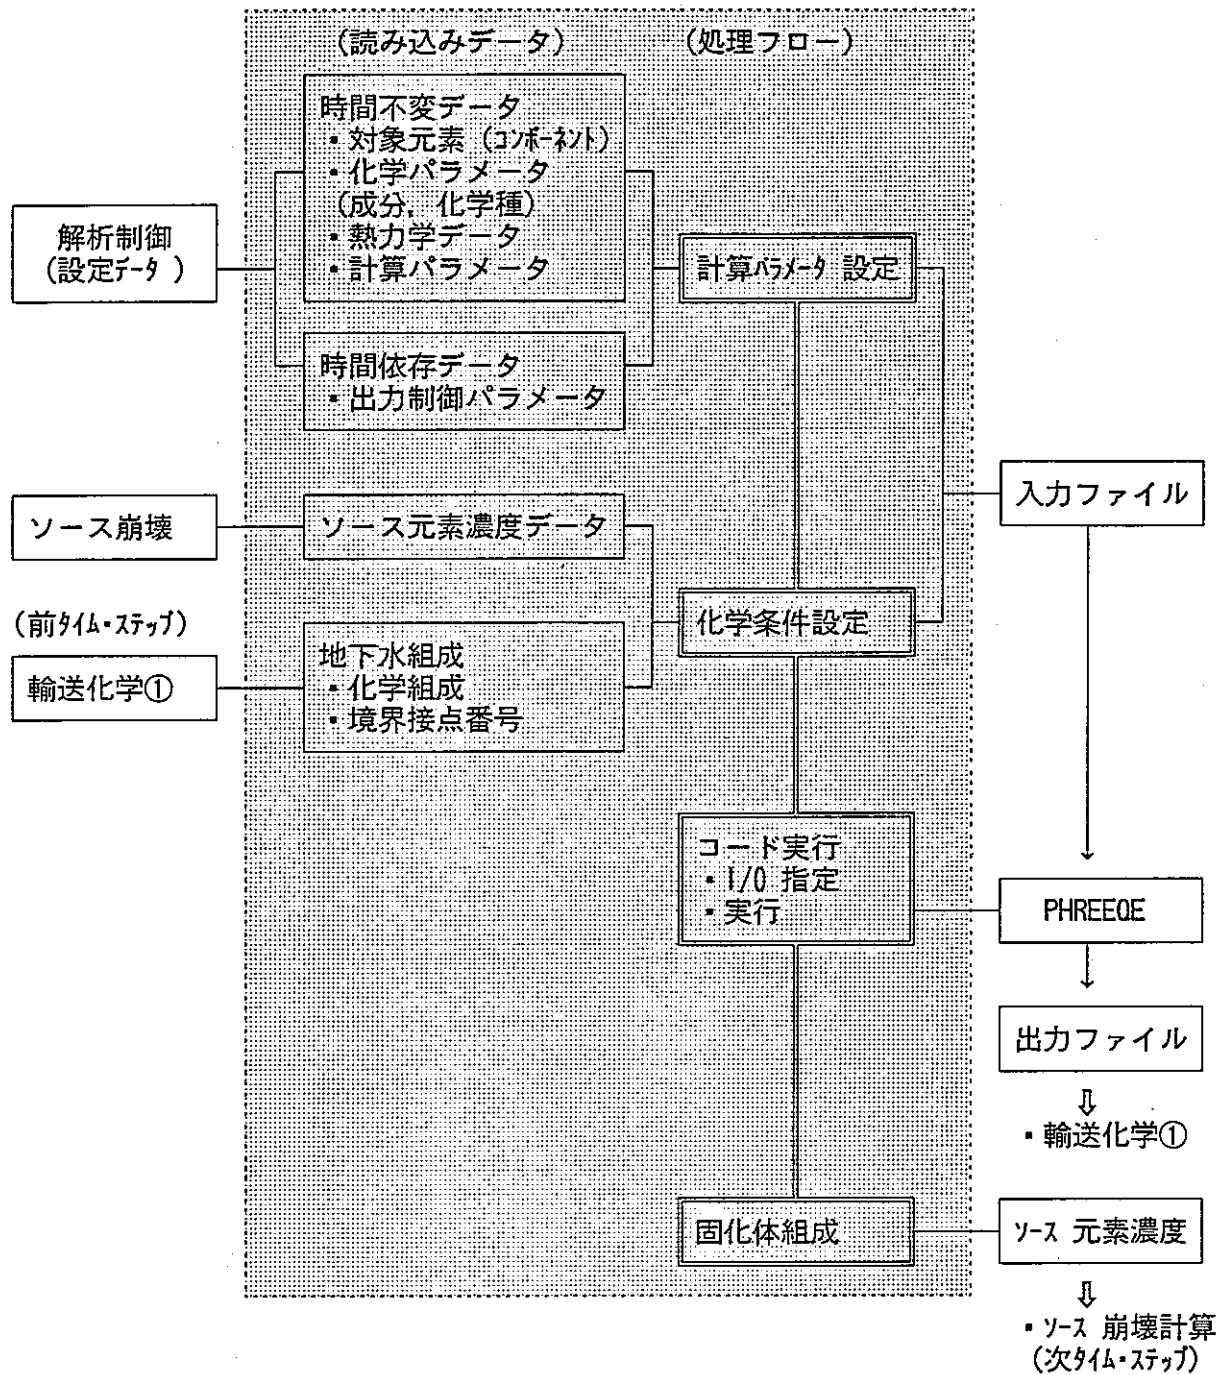 (読み込みデータ)
(処理フロー)
時間不変データ
・対象元素 (コンポーネント)
・化学パラメータ
(成分, 化学種)
・熱力学データ
・計算パラメータ
解析制御
(設定データ)
計算パラメータ 設定
時間依存データ
・出力制御パラメータ
入力ファイル
ソース崩壊
ソース元素濃度データ
化学条件設定
(前タイム・ステップ)
輸送化学①
地下水組成
・化学組成
・境界接点番号
コード実行
・I/O 指定
・実行
PHREEQE
出力ファイル
⇩
・輸送化学①
固化体組成
ソース 元素濃度
⇩
・ソース 崩壊計算
(次タイム・ステップ)